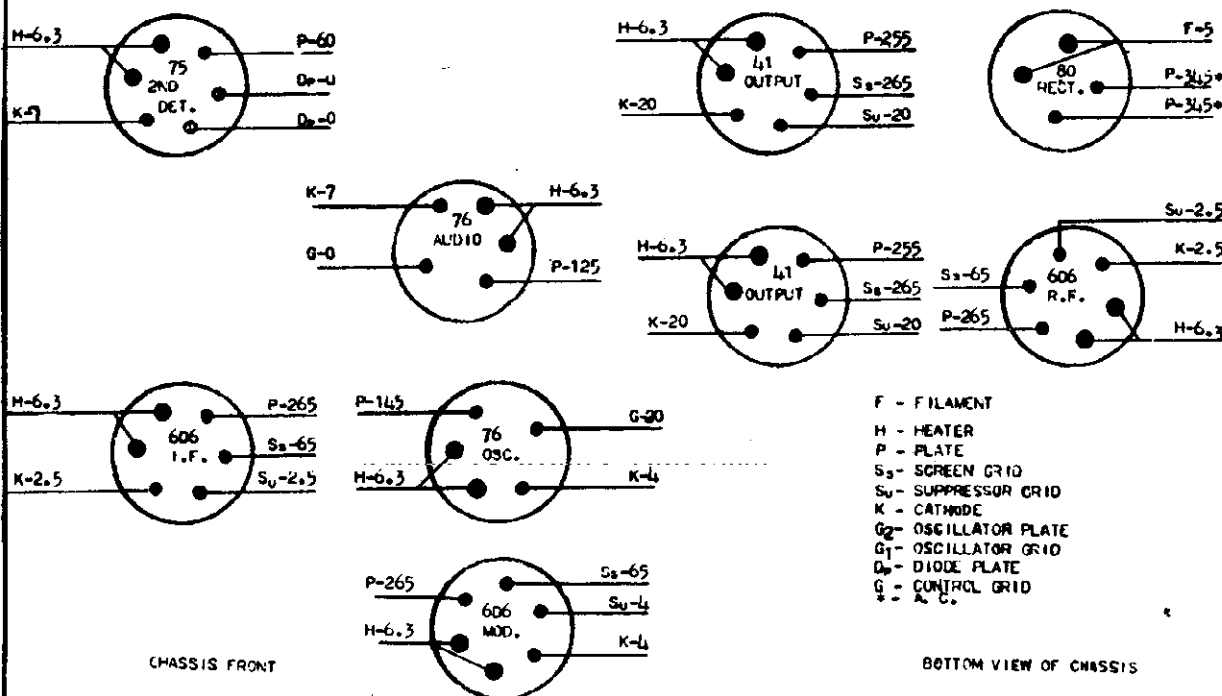 H-6.3
P-60
75
2ND
DET.
Dp-0
K-7
Dp-0
H-6.3
P-255
41
OUTPUT
Ss-265
K-20
Su-20
F-5
80
RECT.
P-345*
P-345*
K-7
H-6.3
76
AUDIO
G-0
P-125
H-6.3
P-255
41
OUTPUT
Ss-265
K-20
Su-20
Su-2.5
K-2.5
Ss-65
6D6
R.F.
P-265
H-6.3
H-6.3
P-265
6D6
I.F.
Ss-65
K-2.5
Su-2.5
P-145
G-20
76
OSC.
H-6.3
K-4
F - FILAMENT
H - HEATER
P - PLATE
Ss- SCREEN GRID
Su- SUPPRESSOR GRID
K - CATHODE
G2- OSCILLATOR PLATE
G1- OSCILLATOR GRID
Dp- DIODE PLATE
G - CONTROL GRID
* - A. C.
P-265
Ss-65
6D6
MOD.
Su-4
H-6.3
K-4
CHASSIS FRONT
BOTTOM VIEW OF CHASSIS